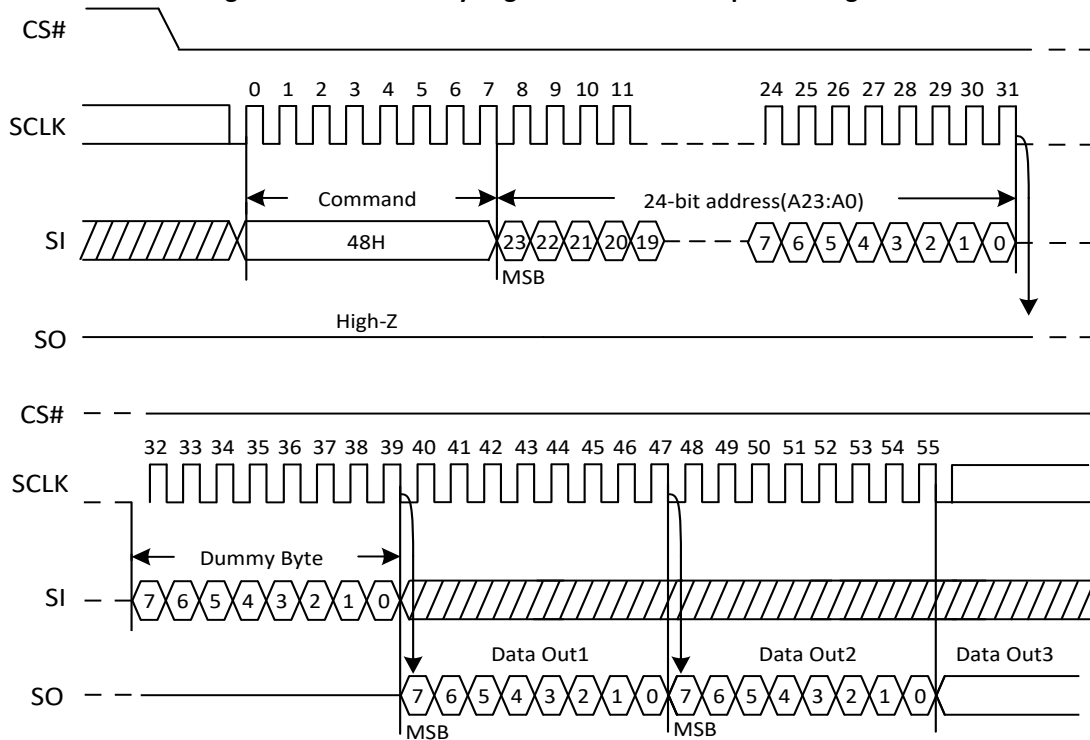 CS#
0 1 2 3 4 5 6 7 8 9 10 11 24 25 26 27 28 29 30 31
SCLK
Command 24-bit address(A23:A0)
SI 48H 23 22 21 20 19 7 6 5 4 3 2 1 0
MSB
High-Z
SO
CS#
32 33 34 35 36 37 38 39 40 41 42 43 44 45 46 47 48 49 50 51 52 53 54 55
SCLK
Dummy Byte
SI 7 6 5 4 3 2 1 0
Data Out1 Data Out2 Data Out3
SO 7 6 5 4 3 2 1 0 7 6 5 4 3 2 1 0
MSB MSB